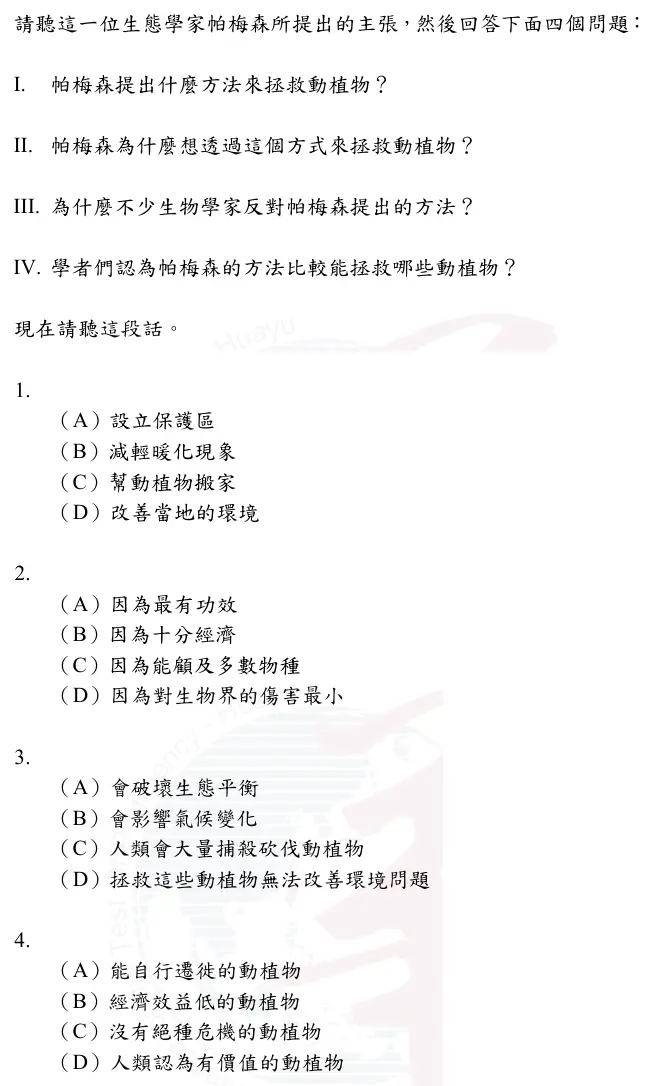 請聽這一位生態學家帕梅森所提出的主張，然後回答下面四個問題：
I. 帕梅森提出什麼方法來拯救動植物？
II. 帕梅森為什麼想透過這個方式來拯救動植物？
III. 為什麼不少生物學家反對帕梅森提出的方法？
IV. 學者們認為帕梅森的方法比較能拯救哪些動植物？
現在請聽這段話。
Huayu
1.
（A）設立保護區
（B）減輕暖化現象
（C）幫動植物搬家
（D）改善當地的環境
2.
（A）因為最有功效
（B）因為十分經濟
（C）因為能顧及多數物種
（D）因為對生物界的傷害最小
3.
（A）會破壞生態平衡
（B）會影響氣候變化
（C）人類會大量捕殺砍伐動植物
（D）拯救這些動植物無法改善環境問題
4.
（A）能自行遷徙的動植物
（B）經濟效益低的動植物
（C）沒有絕種危機的動植物
（D）人類認為有價值的動植物